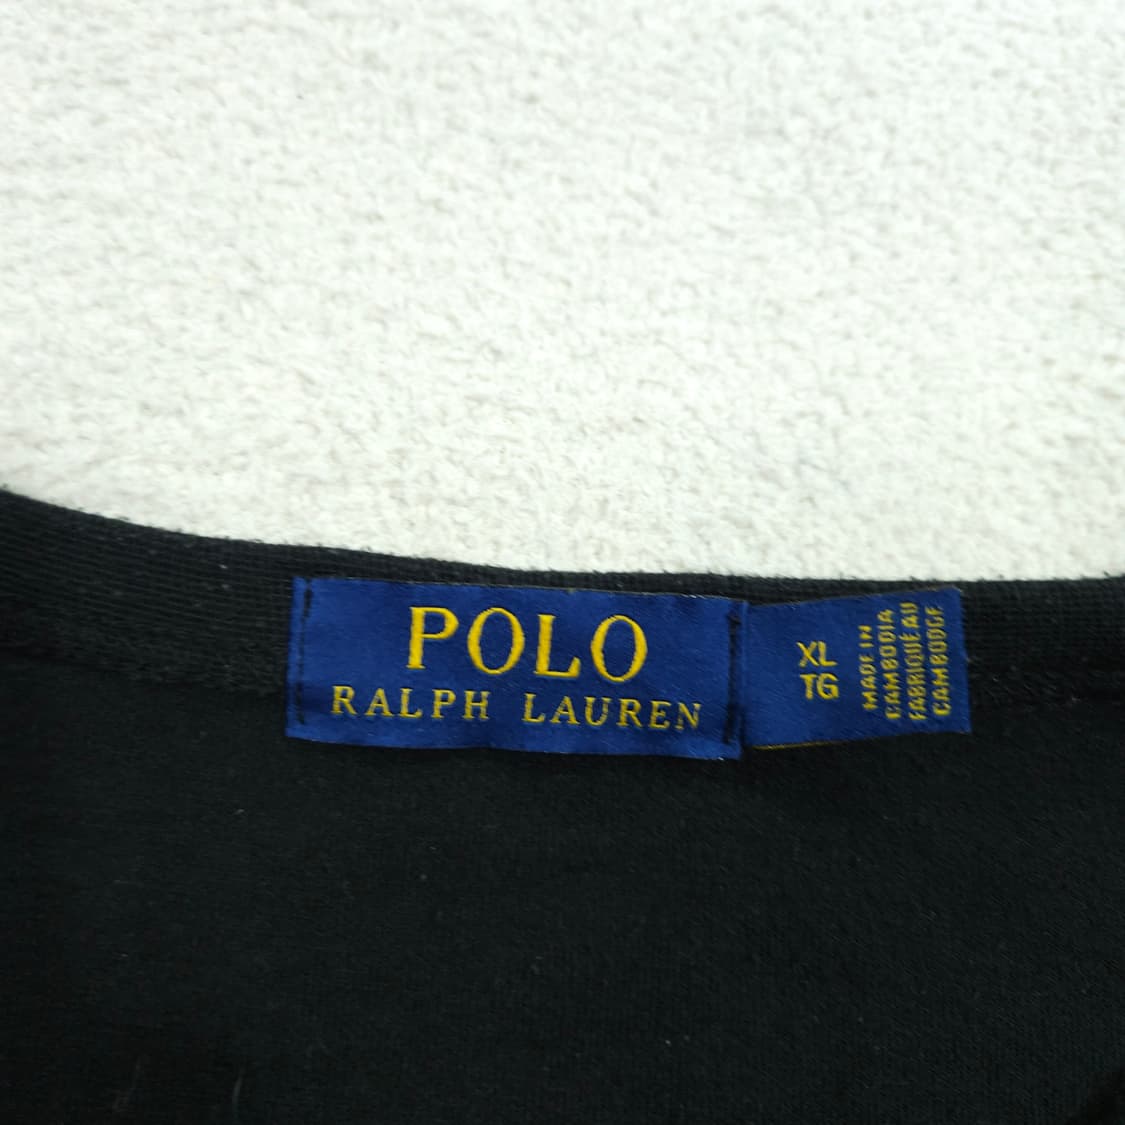 POLO
RALPH LAUREN
XL
TG
MADE IN
CAMBODIA
FABRIQUÉ AU
CAMBODGE